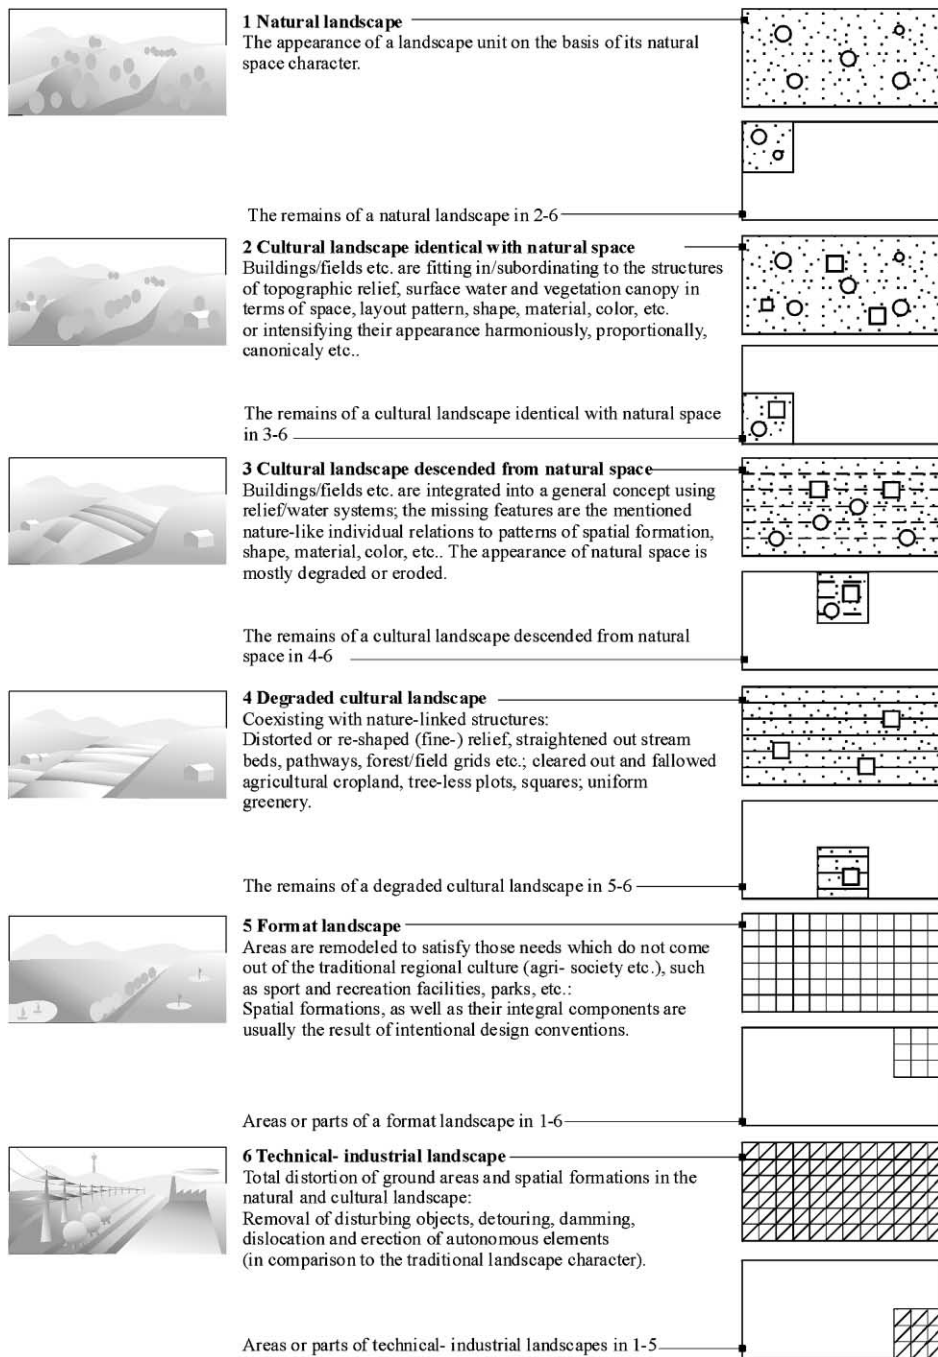 1 Natural landscape
The appearance of a landscape unit on the basis of its natural
space character.
The remains of a natural landscape in 2-6
2 Cultural landscape identical with natural space
Buildings/fields etc. are fitting in/subordinating to the structures
of topographic relief, surface water and vegetation canopy in
terms of space, layout pattern, shape, material, color, etc.
or intensifying their appearance harmoniously, proportionally,
canonicaly etc..
The remains of a cultural landscape identical with natural space
in 3-6
3 Cultural landscape descended from natural space
Buildings/fields etc. are integrated into a general concept using
relief/water systems; the missing features are the mentioned
nature-like individual relations to patterns of spatial formation,
shape, material, color, etc.. The appearance of natural space is
mostly degraded or eroded.
The remains of a cultural landscape descended from natural
space in 4-6
4 Degraded cultural landscape
Coexisting with nature-linked structures:
Distorted or re-shaped (fine-) relief, straightened out stream
beds, pathways, forest/field grids etc.; cleared out and fallowed
agricultural cropland, tree-less plots, squares; uniform
greenery.
The remains of a degraded cultural landscape in 5-6
5 Format landscape
Areas are remodeled to satisfy those needs which do not come
out of the traditional regional culture (agri- society etc.), such
as sport and recreation facilities, parks, etc.:
Spatial formations, as well as their integral components are
usually the result of intentional design conventions.
Areas or parts of a format landscape in 1-6
6 Technical- industrial landscape
Total distortion of ground areas and spatial formations in the
natural and cultural landscape:
Removal of disturbing objects, detouring, damming,
dislocation and erection of autonomous elements
(in comparison to the traditional landscape character).
Areas or parts of technical- industrial landscapes in 1-5